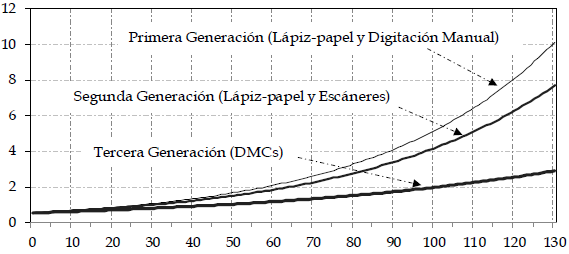 12
Primera Generación (Lápiz-papel y Digitación Manual)
10
8
Segunda Generación (Lápiz-papel y Escáneres)
6
Tercera Generación (DMCs)
4
2
0
0 10 20 30 40 50 60 70 80 90 100 110 120 130